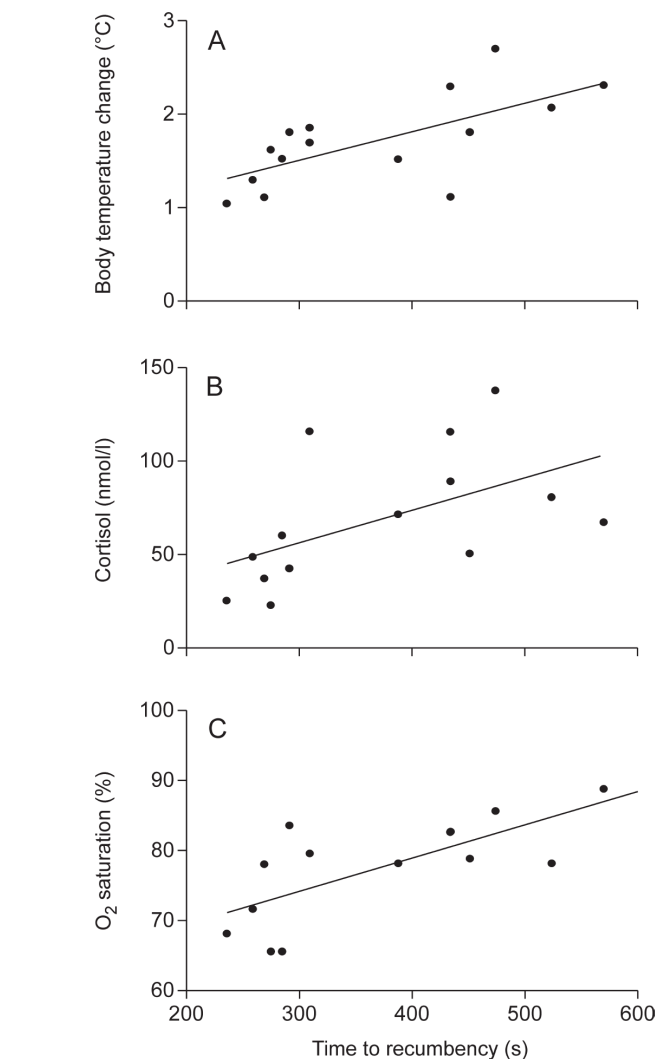 A
Body temperature change (°C)
3
2
1
0
B
Cortisol (nmol/l)
150
100
50
0
C
O2 saturation (%)
100
90
80
70
60
200 300 400 500 600
Time to recumbency (s)